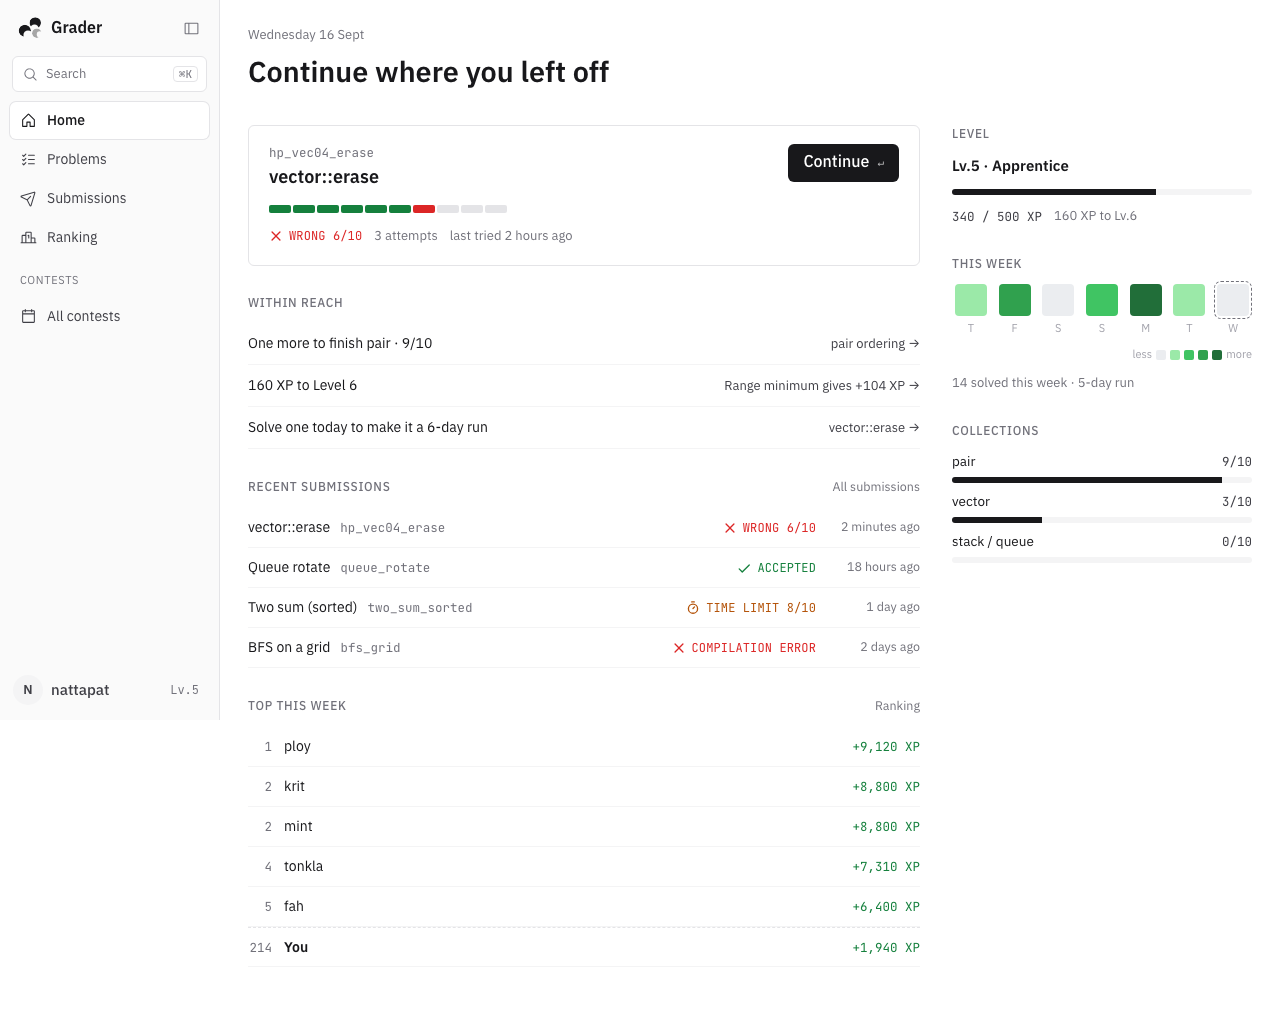 Grader
Search ⌘K
Home
Problems
Submissions
Ranking
CONTESTS
All contests
N nattapat Lv.5
Wednesday 16 Sept
Continue where you left off
hp_vec04_erase
vector::erase
Continue ↵
WRONG 6/10 3 attempts last tried 2 hours ago
WITHIN REACH
One more to finish pair · 9/10 pair ordering →
160 XP to Level 6 Range minimum gives +104 XP →
Solve one today to make it a 6-day run vector::erase →
RECENT SUBMISSIONS All submissions
vector::erase hp_vec04_erase WRONG 6/10 2 minutes ago
Queue rotate queue_rotate ACCEPTED 18 hours ago
Two sum (sorted) two_sum_sorted TIME LIMIT 8/10 1 day ago
BFS on a grid bfs_grid COMPILATION ERROR 2 days ago
TOP THIS WEEK Ranking
1 ploy +9,120 XP
2 krit +8,800 XP
2 mint +8,800 XP
4 tonkla +7,310 XP
5 fah +6,400 XP
214 You +1,940 XP
LEVEL
Lv.5 · Apprentice
340 / 500 XP 160 XP to Lv.6
THIS WEEK
T F S S M T W
less more
14 solved this week · 5-day run
COLLECTIONS
pair 9/10
vector 3/10
stack / queue 0/10